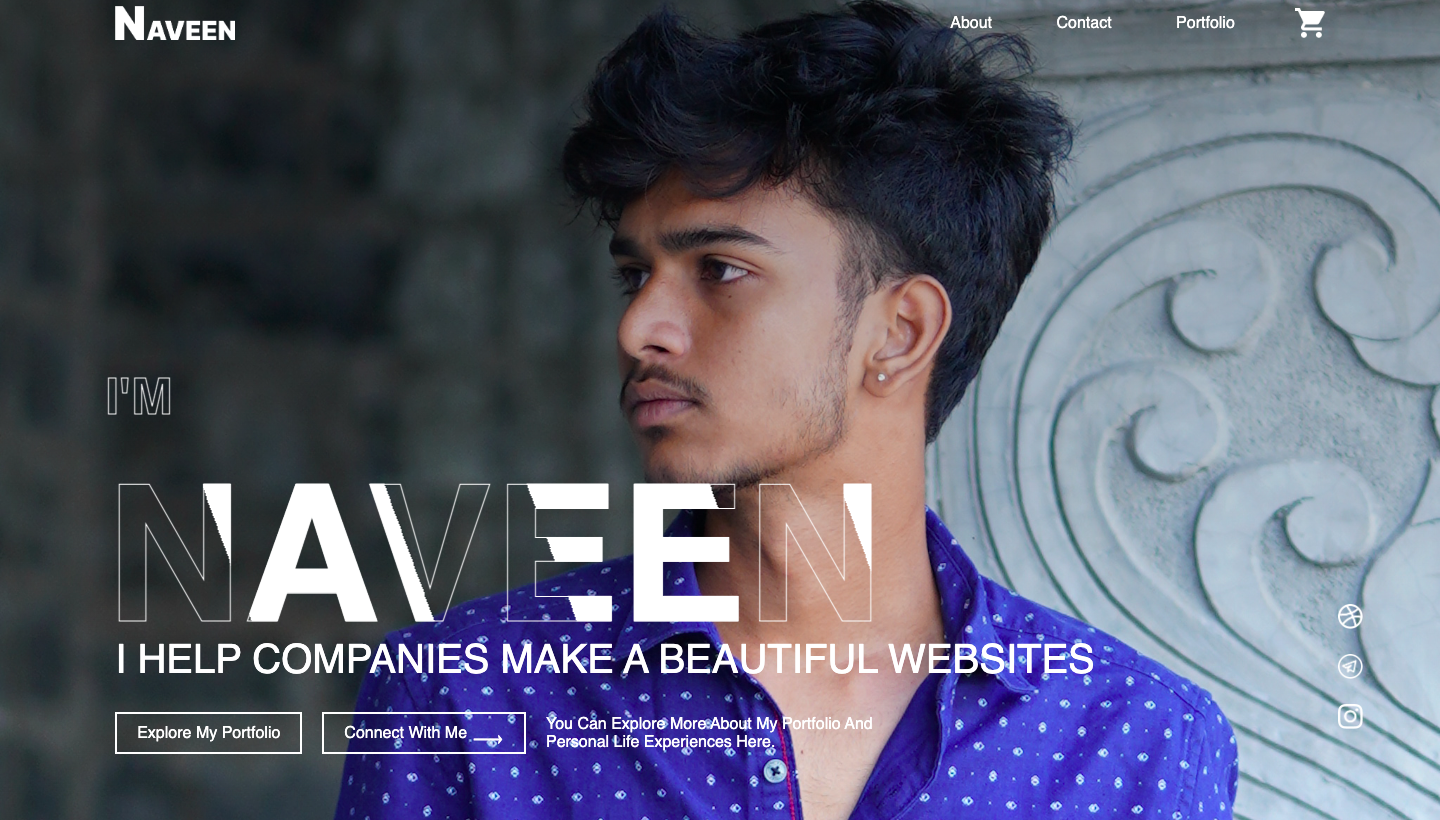 NAVEEN
About Contact Portfolio
I'M
NAVEEN
I HELP COMPANIES MAKE A BEAUTIFUL WEBSITES
Explore My Portfolio
Connect With Me
You Can Explore More About My Portfolio And
Personal Life Experiences Here.